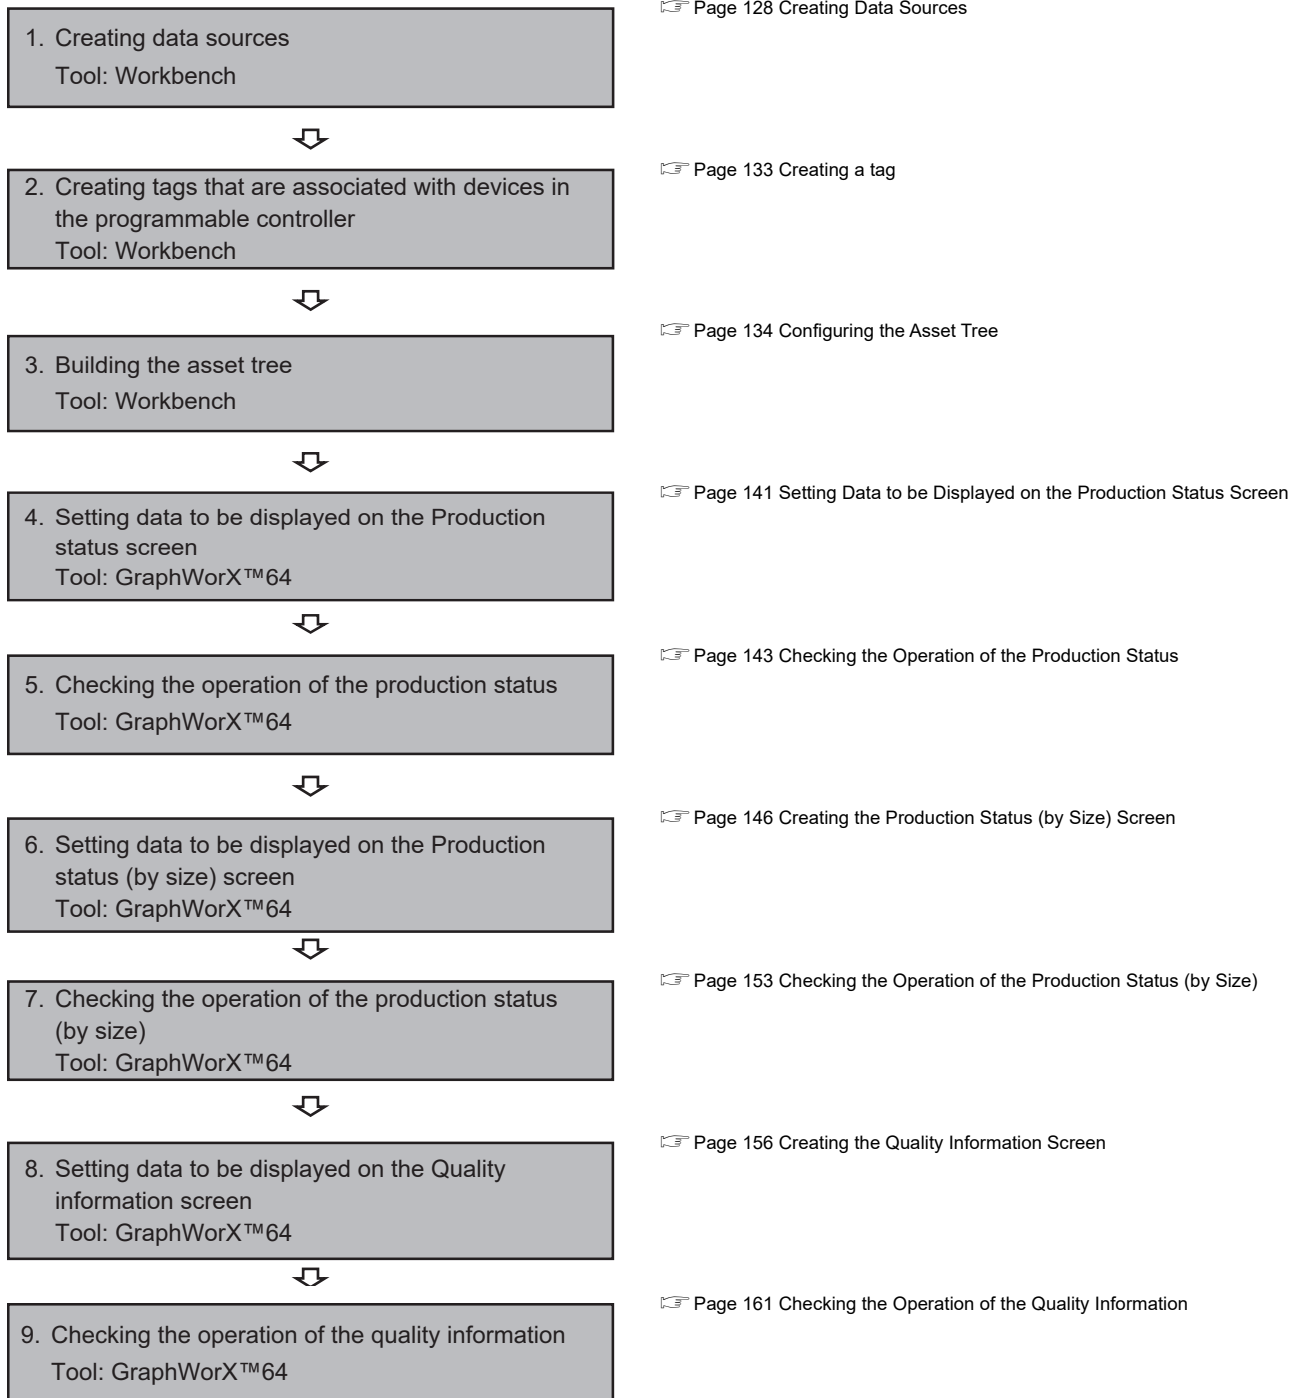 Page 128 Creating Data Sources
1. Creating data sources
Tool: Workbench
Page 133 Creating a tag
2. Creating tags that are associated with devices in
the programmable controller
Tool: Workbench
Page 134 Configuring the Asset Tree
3. Building the asset tree
Tool: Workbench
Page 141 Setting Data to be Displayed on the Production Status Screen
4. Setting data to be displayed on the Production
status screen
Tool: GraphWorX™64
Page 143 Checking the Operation of the Production Status
5. Checking the operation of the production status
Tool: GraphWorX™64
Page 146 Creating the Production Status (by Size) Screen
6. Setting data to be displayed on the Production
status (by size) screen
Tool: GraphWorX™64
Page 153 Checking the Operation of the Production Status (by Size)
7. Checking the operation of the production status
(by size)
Tool: GraphWorX™64
Page 156 Creating the Quality Information Screen
8. Setting data to be displayed on the Quality
information screen
Tool: GraphWorX™64
Page 161 Checking the Operation of the Quality Information
9. Checking the operation of the quality information
Tool: GraphWorX™64